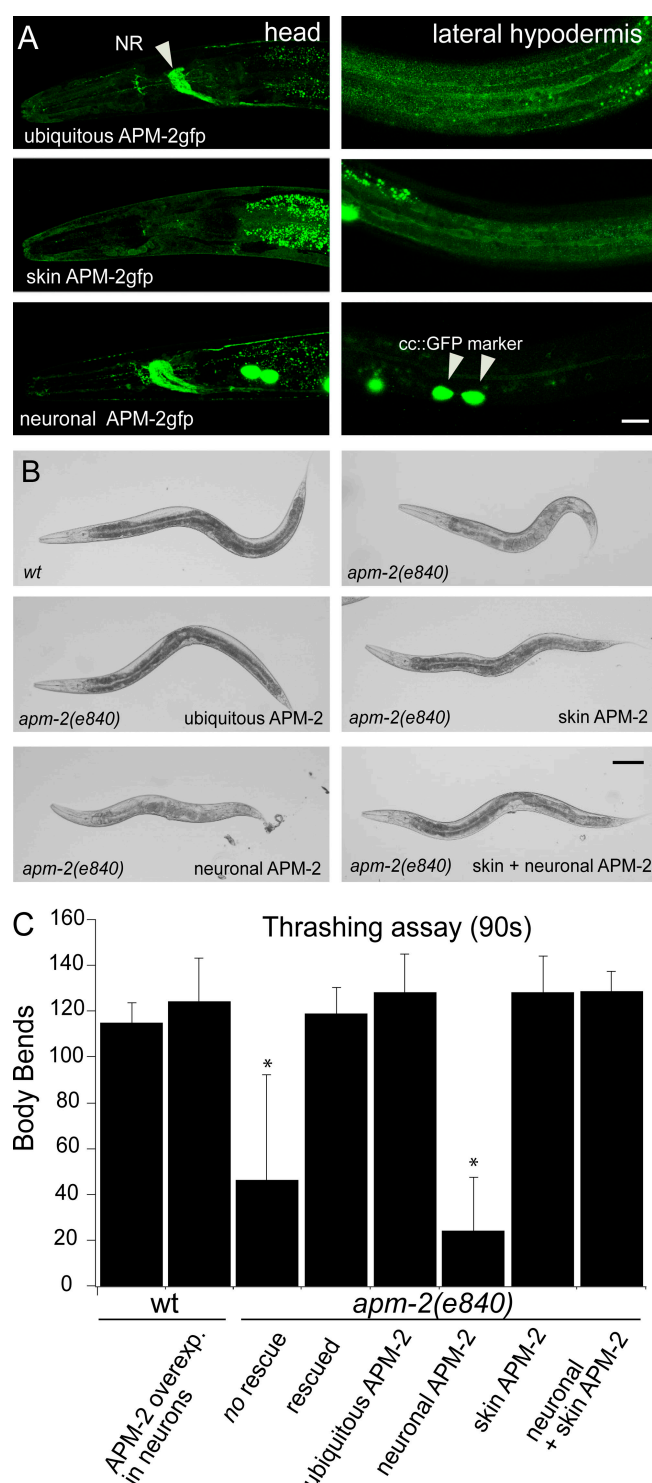 A
head
NR
ubiquitous APM-2gfp
lateral hypodermis
skin APM-2gfp
neuronal APM-2gfp
cc::GFP marker
B
wt
apm-2(e840)
apm-2(e840) ubiquitous APM-2
apm-2(e840) skin APM-2
apm-2(e840) neuronal APM-2
apm-2(e840) skin + neuronal APM-2
C
Thrashing assay (90s)
Body Bends
160
140
120
100
80
60
40
20
0
*
*
wt
apm-2(e840)
APM-2 overexp.
in neurons
no rescue
rescued
ubiquitous APM-2
neuronal APM-2
skin APM-2
neuronal
+ skin APM-2